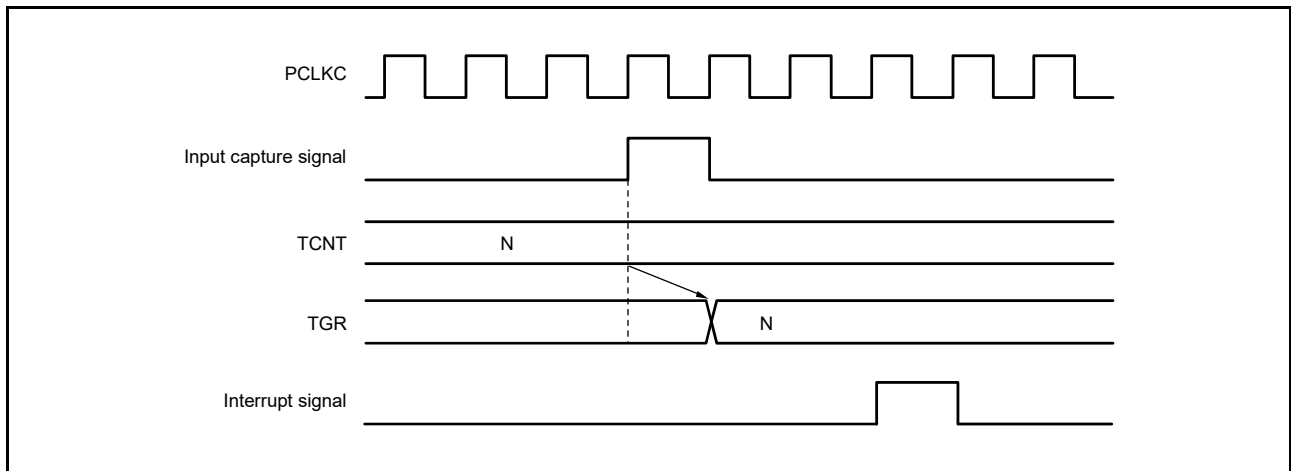 PCLKC
Input capture signal
TCNT
N
TGR
N
Interrupt signal